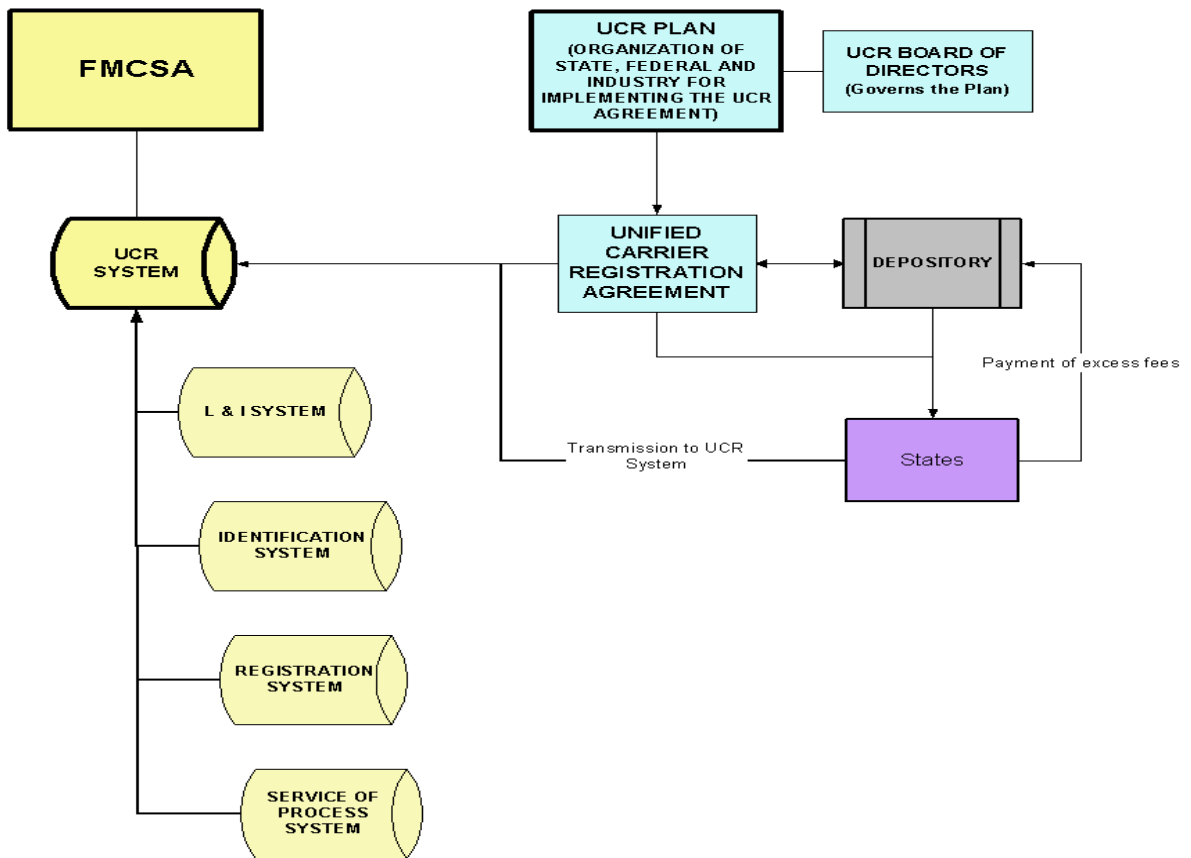 FMCSA
UCR PLAN
(ORGANIZATION OF
STATE, FEDERAL AND
INDUSTRY FOR
IMPLEMENTING THE UCR
AGREEMENT)
UCR BOARD OF
DIRECTORS
(Governs the Plan)
UCR
SYSTEM
UNIFIED
CARRIER
REGISTRATION
AGREEMENT
DEPOSITORY
Payment of excess fees
L & I SYSTEM
Transmission to UCR
System
States
IDENTIFICATION
SYSTEM
REGISTRATION
SYSTEM
SERVICE OF
PROCESS
SYSTEM